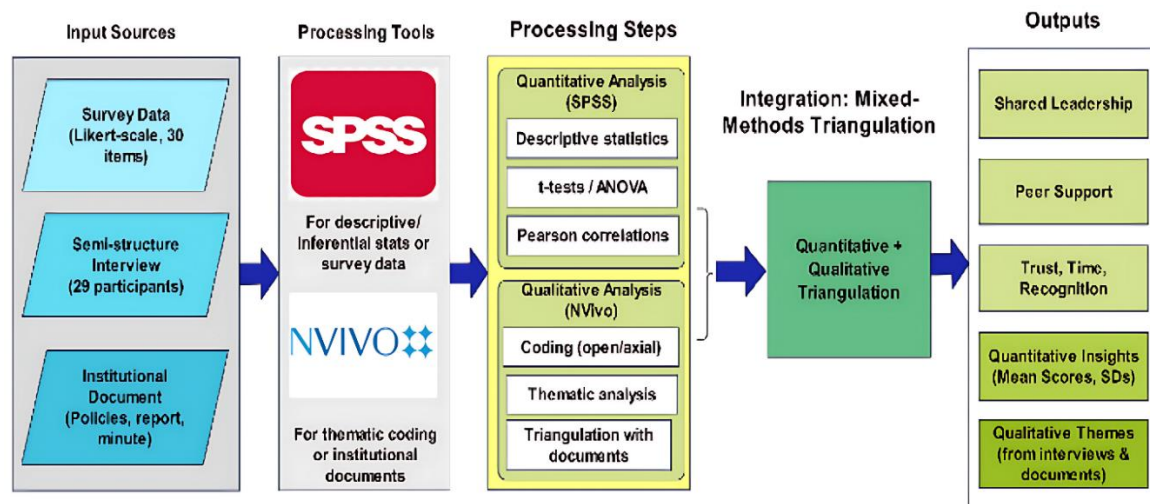 Input Sources
Survey Data
(Likert-scale, 30
items)
Semi-structure
Interview
(29 participants)
Institutional
Document
(Policies, report,
minute)
Processing Tools
SPSS
For descriptive/
Inferential stats or
survey data
NVIVO
For thematic coding
or institutional
documents
Processing Steps
Quantitative Analysis
(SPSS)
Descriptive statistics
t-tests / ANOVA
Pearson correlations
Qualitative Analysis
(NVivo)
Coding (open/axial)
Thematic analysis
Triangulation with
documents
Integration: Mixed-
Methods Triangulation
Quantitative +
Qualitative
Triangulation
Outputs
Shared Leadership
Peer Support
Trust, Time,
Recognition
Quantitative Insights
(Mean Scores, SDs)
Qualitative Themes
(from interviews &
documents)